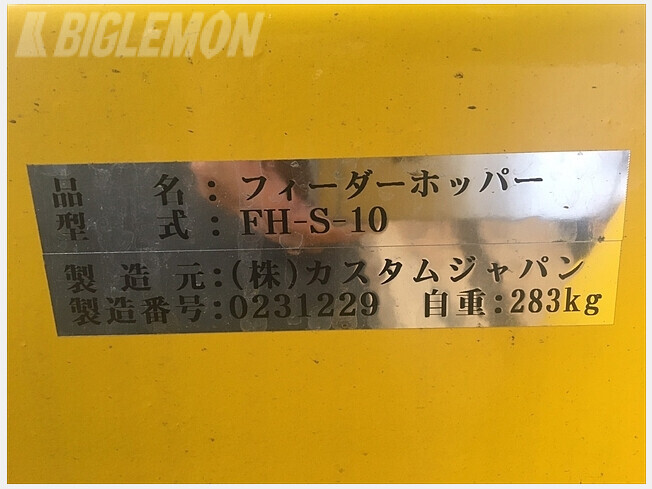 BIGLEMON
品 名：フィーダーホッパー
型 式：FH-S-10
製 造 元：(株)カスタムジャパン
製造番号：0231229 自重：283kg